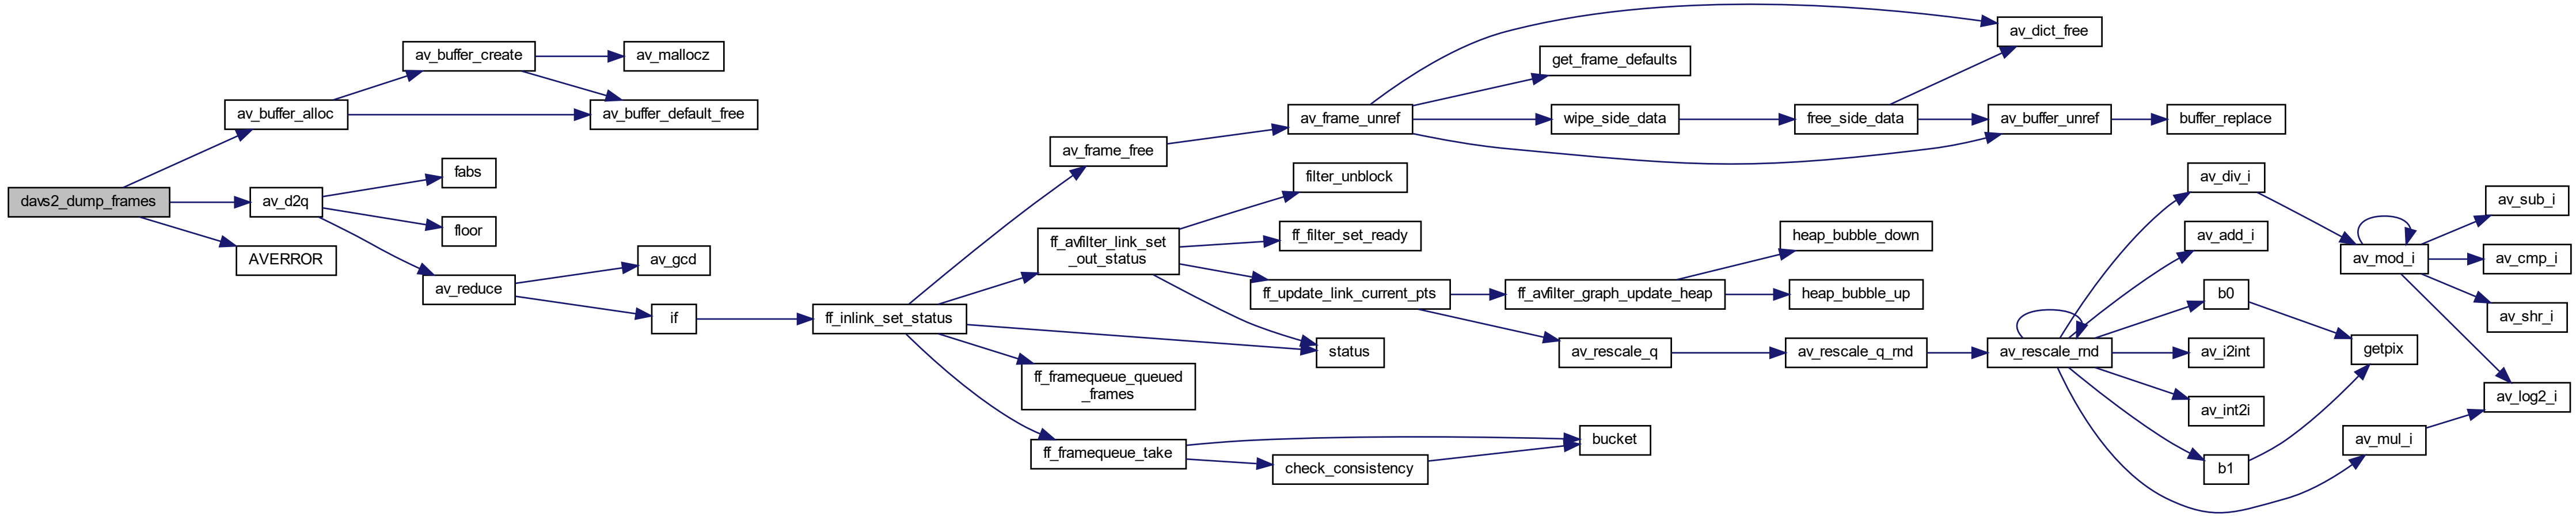 davs2_dump_frames
av_buffer_alloc
av_buffer_create
av_mallocz
av_buffer_default_free
av_d2q
fabs
floor
av_reduce
AVERROR
av_gcd
if
ff_inlink_set_status
av_frame_free
av_frame_unref
av_dict_free
get_frame_defaults
wipe_side_data
free_side_data
av_buffer_unref
buffer_replace
ff_avfilter_link_set
_out_status
filter_unblock
ff_filter_set_ready
ff_update_link_current_pts
status
ff_avfilter_graph_update_heap
heap_bubble_down
heap_bubble_up
av_rescale_q
av_rescale_q_rnd
av_rescale_rnd
ff_framequeue_queued
_frames
ff_framequeue_take
bucket
check_consistency
av_div_i
av_add_i
b0
av_i2int
av_int2i
b1
av_mod_i
getpix
av_mul_i
av_sub_i
av_cmp_i
av_shr_i
av_log2_i